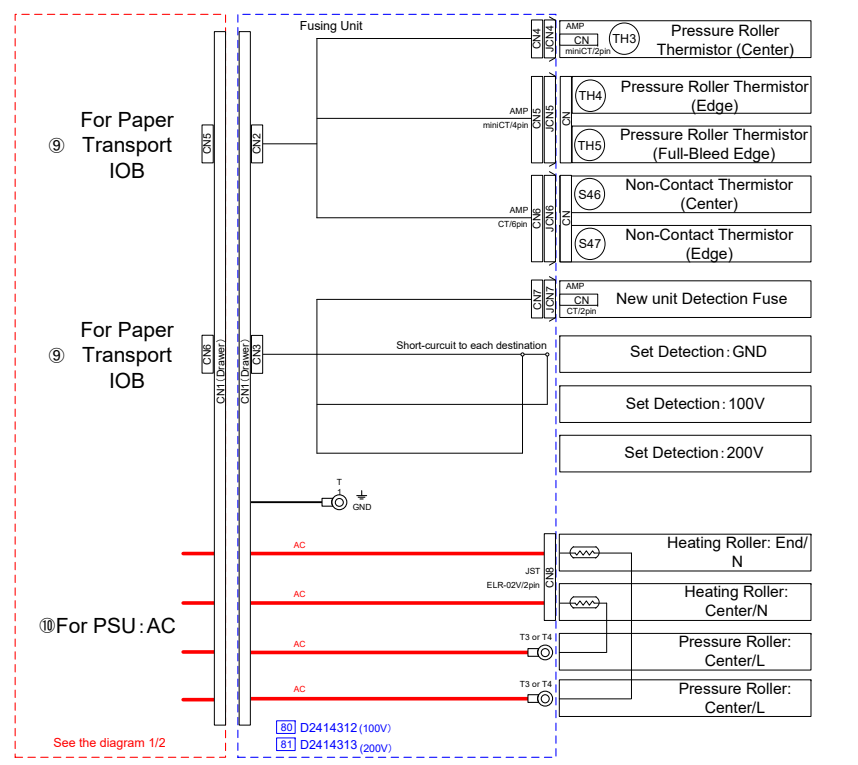 Fusing Unit
CN4
JCN4
AMP
CN
miniCT/2pin
TH3
Pressure Roller
Thermistor (Center)
⑨
For Paper
Transport
IOB
CN5
CN2
AMP
miniCT/4pin
CN5
JCN5
CN
TH4
Pressure Roller Thermistor
(Edge)
TH5
Pressure Roller Thermistor
(Full-Bleed Edge)
AMP
CT/6pin
CN6
JCN6
CN
S46
Non-Contact Thermistor
(Center)
S47
Non-Contact Thermistor
(Edge)
CN7
JCN7
AMP
CN
CT/2pin
New unit Detection Fuse
⑨
For Paper
Transport
IOB
CN6
CN1(Drawer)
CN1(Drawer)
CN3
Short-curcuit to each destination
Set Detection:GND
Set Detection:100V
Set Detection:200V
T
1
GND
AC
JST
ELR-02V/2pin
CN8
Heating Roller: End/
N
AC
Heating Roller:
Center/N
⑩For PSU:AC
AC
T3 or T4
Pressure Roller:
Center/L
AC
T3 or T4
Pressure Roller:
Center/L
See the diagram 1/2
80 D2414312 (100V)
81 D2414313 (200V)